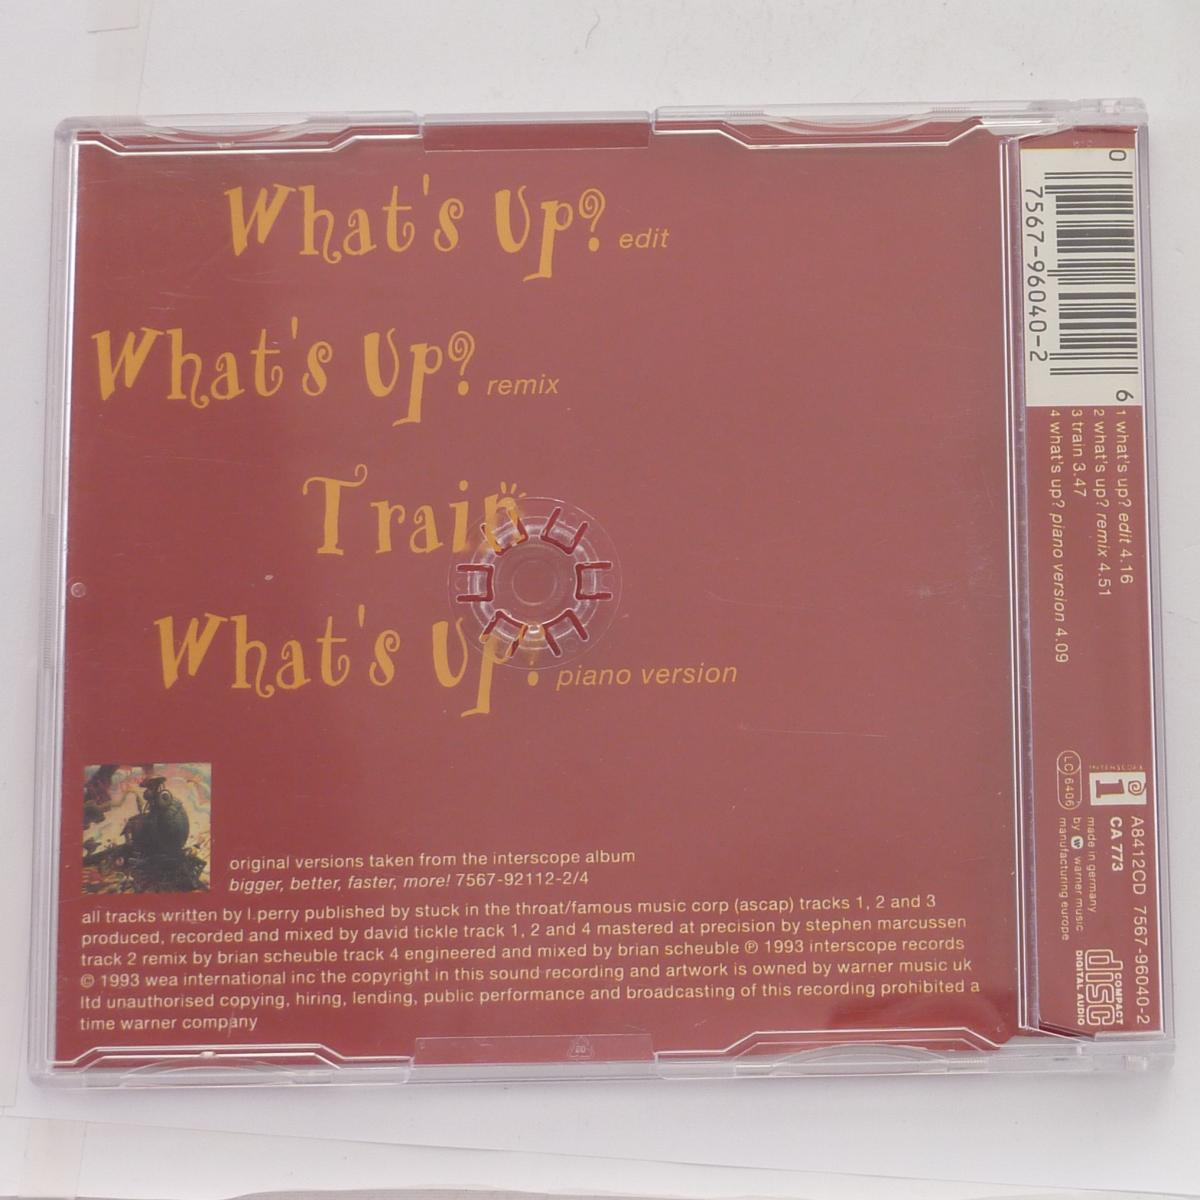 What's Up? edit
What's Up? remix
Train
What's Up? piano version
original versions taken from the interscope album
bigger, better, faster, more! 7567-92112-2/4
all tracks written by l.perry published by stuck in the throat/famous music corp (ascap) tracks 1, 2 and 3
produced, recorded and mixed by david tickle track 1, 2 and 4 mastered at precision by stephen marcussen
track 2 remix by brian scheuble track 4 engineered and mixed by brian scheuble ℗ 1993 interscope records
© 1993 wea international inc the copyright in this sound recording and artwork is owned by warner music uk
ltd unauthorised copying, hiring, lending, public performance and broadcasting of this recording prohibited a
time warner company
0
7567-96040-2
6
1 what's up? edit 4.16
2 what's up? remix 4.51
3 train 3.47
4 what's up? piano version 4.09
INTERSCOPE
i
LC 6406
A8412CD 7567-96040-2
CA 773
made in germany
by w warner music
manufacturing europe
COMPACT
disc
DIGITAL AUDIO